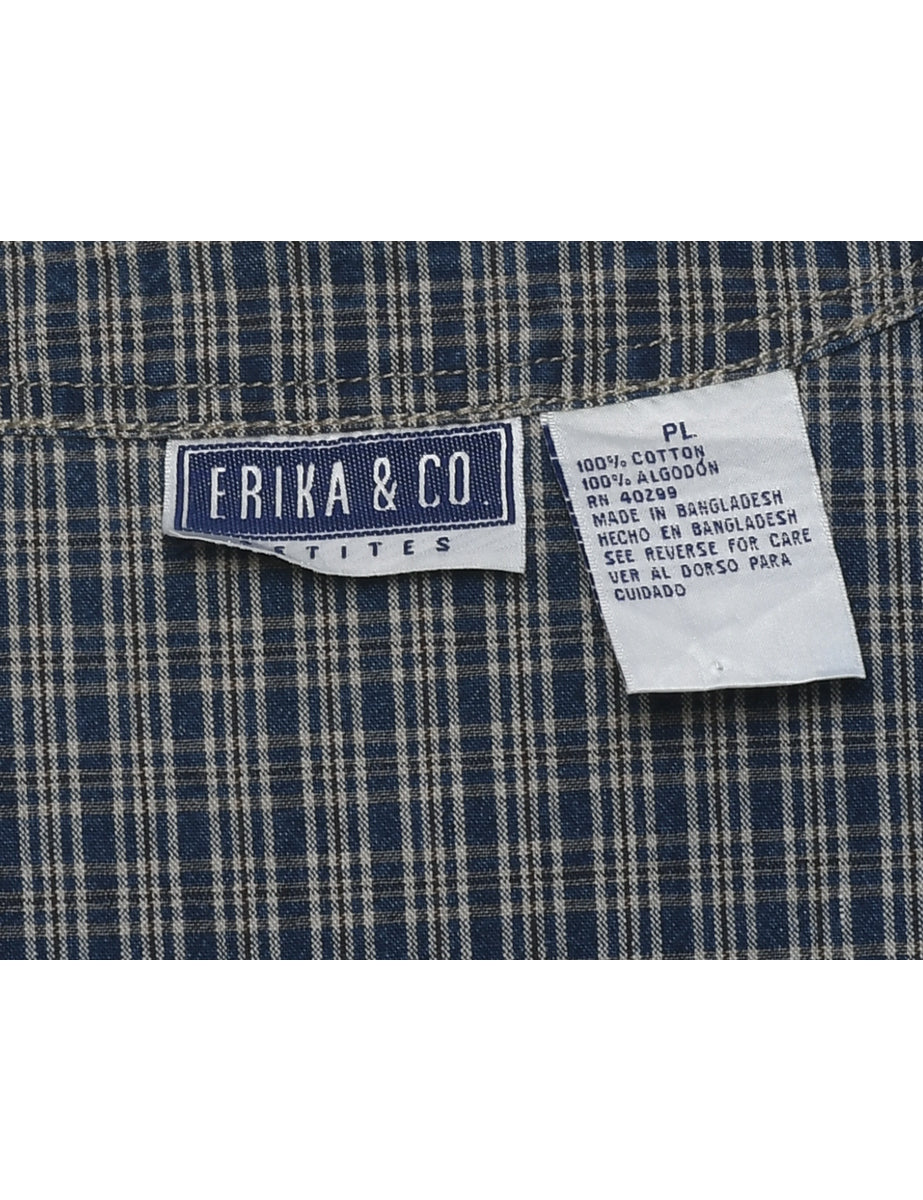 ERIKA & CO.
PETITES
PL
100% COTTON
100% ALGODÓN
RN 40299
MADE IN BANGLADESH
HECHO EN BANGLADESH
SEE REVERSE FOR CARE
VER AL DORSO PARA
CUIDADO